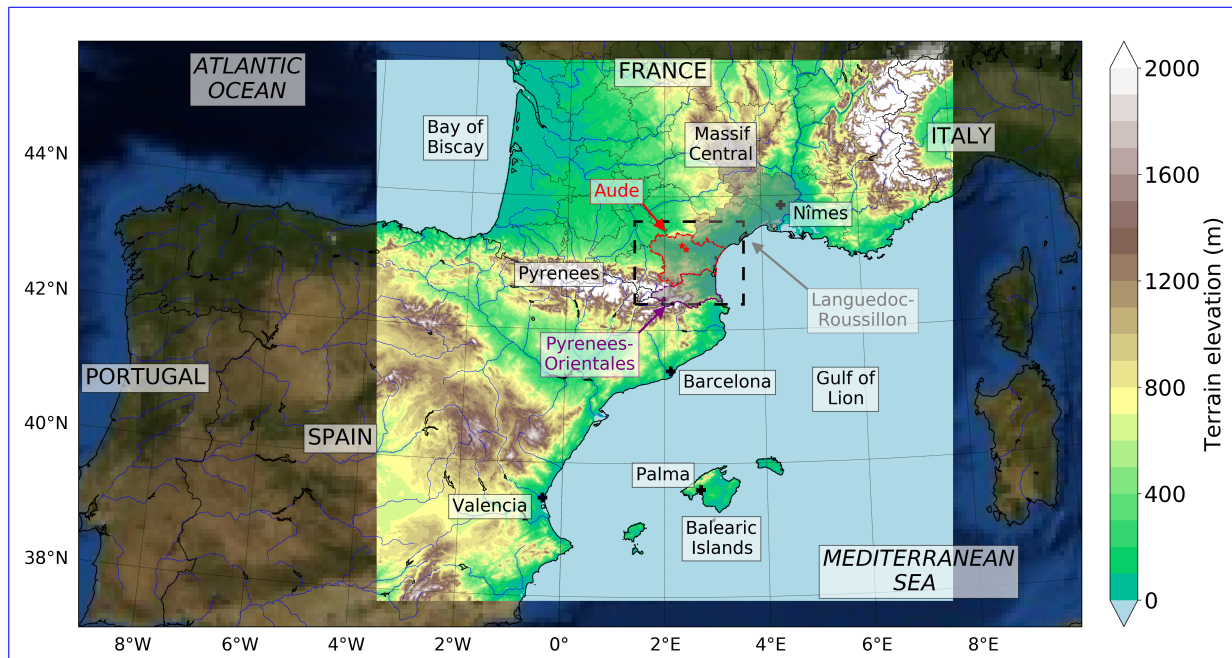 ATLANTIC
OCEAN
FRANCE
Bay of
Biscay
Massif
Central
ITALY
Aude
Nîmes
Pyrenees
Languedoc-
Roussillon
Pyrenees-
Orientales
PORTUGAL
Barcelona
Gulf of
Lion
SPAIN
Palma
Valencia
Balearic
Islands
MEDITERRANEAN
SEA
44°N
42°N
40°N
38°N
8°W
6°W
4°W
2°W
0°
2°E
4°E
6°E
8°E
2000
1600
1200
800
400
0
Terrain elevation (m)